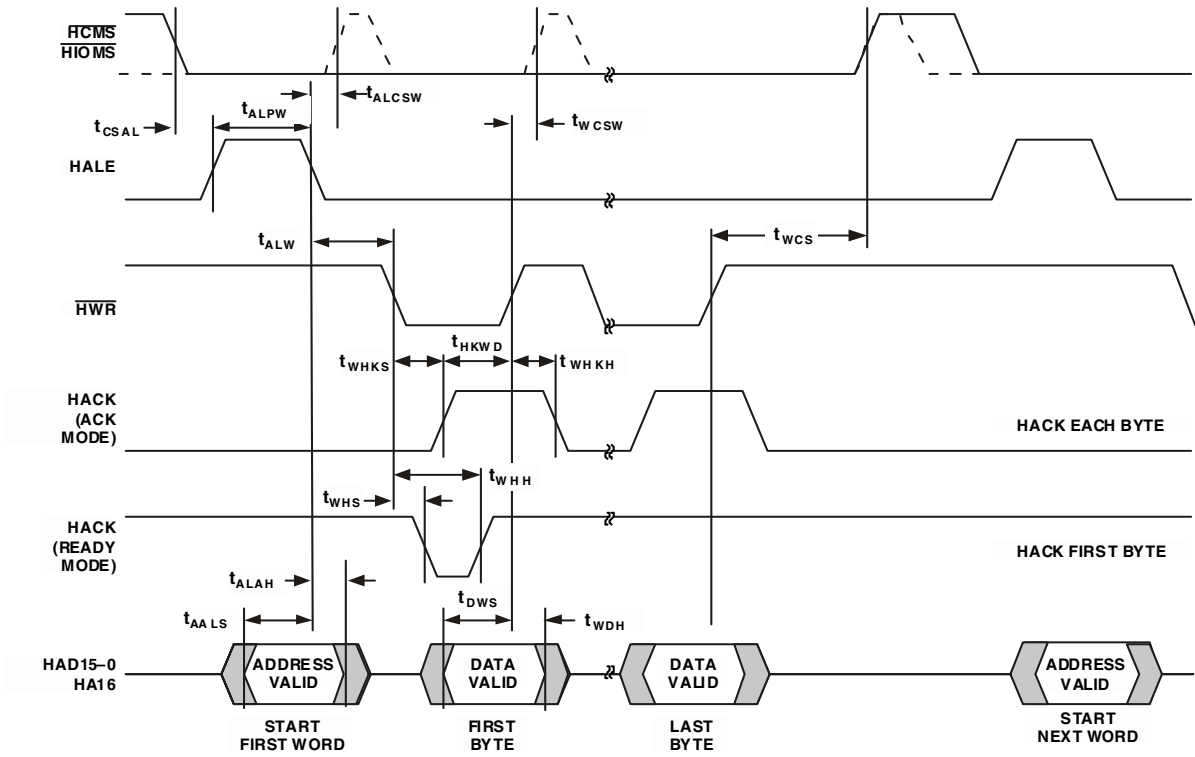 HCMS
HIOMS
tALCSW
tALPW
tCSAL
tWCSW
HALE
tALW
tWCS
HWR
tHKWD
tWHKS
tWHKH
HACK
(ACK
MODE)
HACK EACH BYTE
tWHH
tWHS
HACK
(READY
MODE)
HACK FIRST BYTE
tALAH
tDWS
tAALS
tWDH
HAD15–0
HA16
ADDRESS
VALID
DATA
VALID
DATA
VALID
ADDRESS
VALID
START
FIRST WORD
FIRST
BYTE
LAST
BYTE
START
NEXT WORD